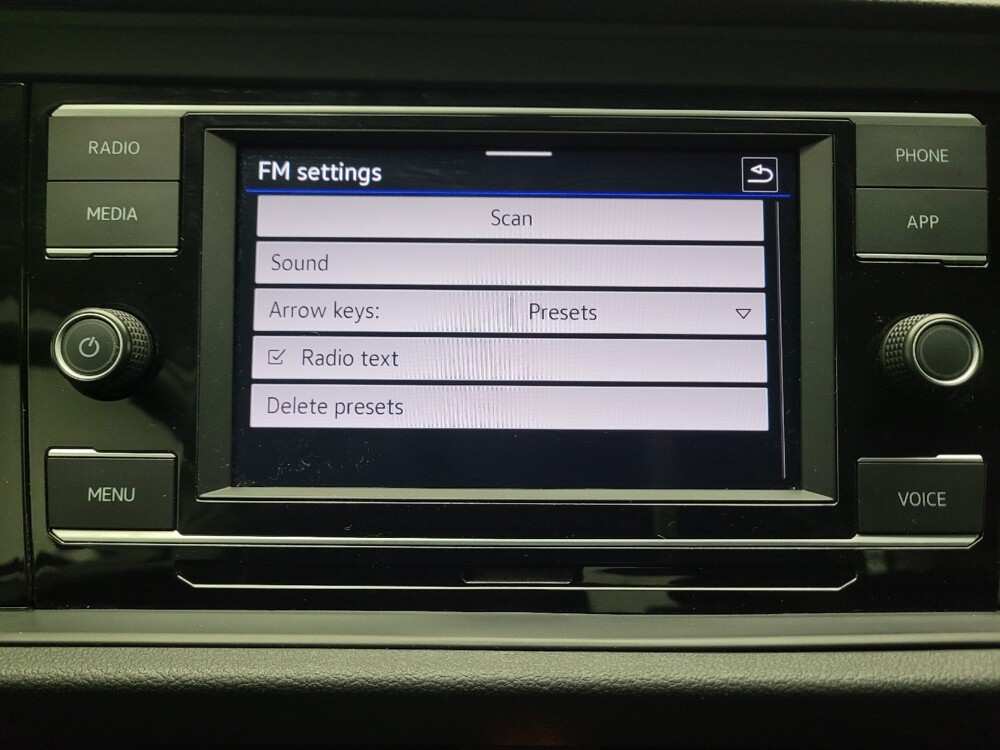 RADIO
MEDIA
MENU
FM settings
Scan
Sound
Arrow keys: Presets
Radio text
Delete presets
PHONE
APP
VOICE